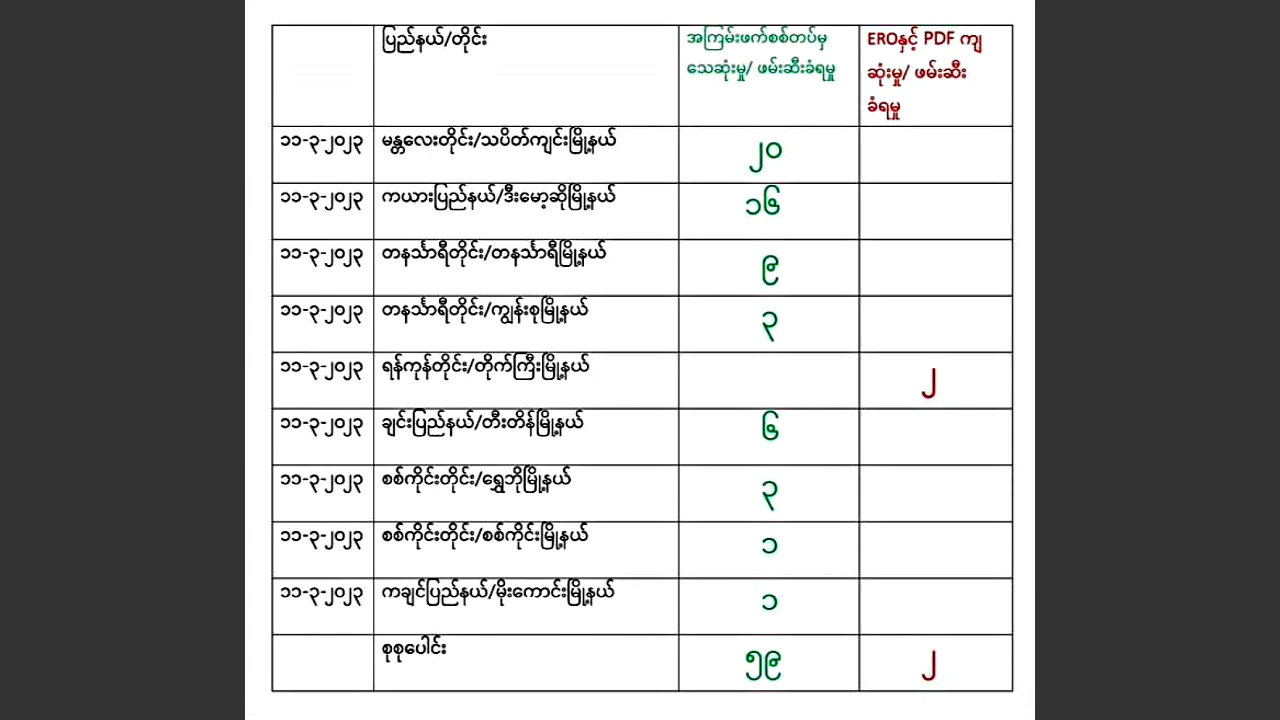 ပြည်နယ်/တိုင်း
အကြမ်းဖက်စစ်တပ်မှ
သေဆုံးမှု/ ဖမ်းဆီးခံရမှု
EROနှင့် PDF ကျ
ဆုံးမှု/ ဖမ်းဆီး
ခံရမှု
၁၁-၃-၂၀၂၃ မန္တလေးတိုင်း/သပိတ်ကျင်းမြို့နယ် ၂၀
၁၁-၃-၂၀၂၃ ကယားပြည်နယ်/ဒီးမော့ဆိုမြို့နယ် ၁၆
၁၁-၃-၂၀၂၃ တနင်္သာရီတိုင်း/တနင်္သာရီမြို့နယ် ၉
၁၁-၃-၂၀၂၃ တနင်္သာရီတိုင်း/ကျွန်းစုမြို့နယ် ၃
၁၁-၃-၂၀၂၃ ရန်ကုန်တိုင်း/တိုက်ကြီးမြို့နယ် ၂
၁၁-၃-၂၀၂၃ ချင်းပြည်နယ်/တီးတိန်မြို့နယ် ၆
၁၁-၃-၂၀၂၃ စစ်ကိုင်းတိုင်း/ရွှေဘိုမြို့နယ် ၃
၁၁-၃-၂၀၂၃ စစ်ကိုင်းတိုင်း/စစ်ကိုင်းမြို့နယ် ၁
၁၁-၃-၂၀၂၃ ကချင်ပြည်နယ်/မိုးကောင်းမြို့နယ် ၁
စုစုပေါင်း ၅၉ ၂